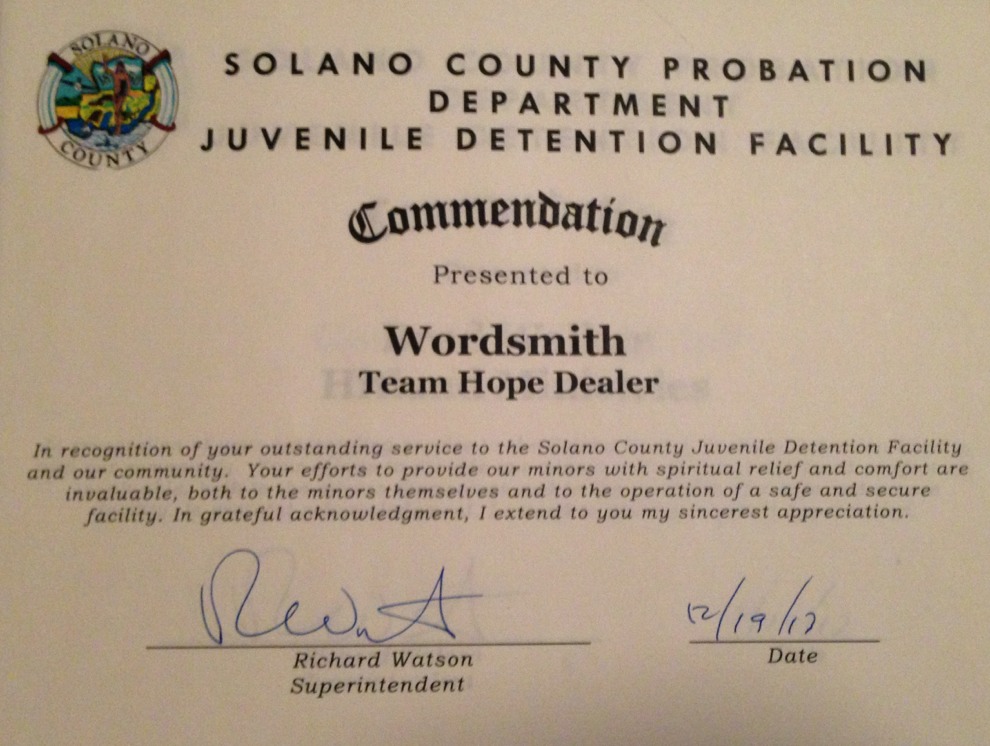 SOLANO
COUNTY
SOLANO COUNTY PROBATION
DEPARTMENT
JUVENILE DETENTION FACILITY
Commendation
Presented to
Wordsmith
Team Hope Dealer
In recognition of your outstanding service to the Solano County Juvenile Detention Facility
and our community. Your efforts to provide our minors with spiritual relief and comfort are
invaluable, both to the minors themselves and to the operation of a safe and secure
facility. In grateful acknowledgment, I extend to you my sincerest appreciation.
12/19/12
Richard Watson
Date
Superintendent